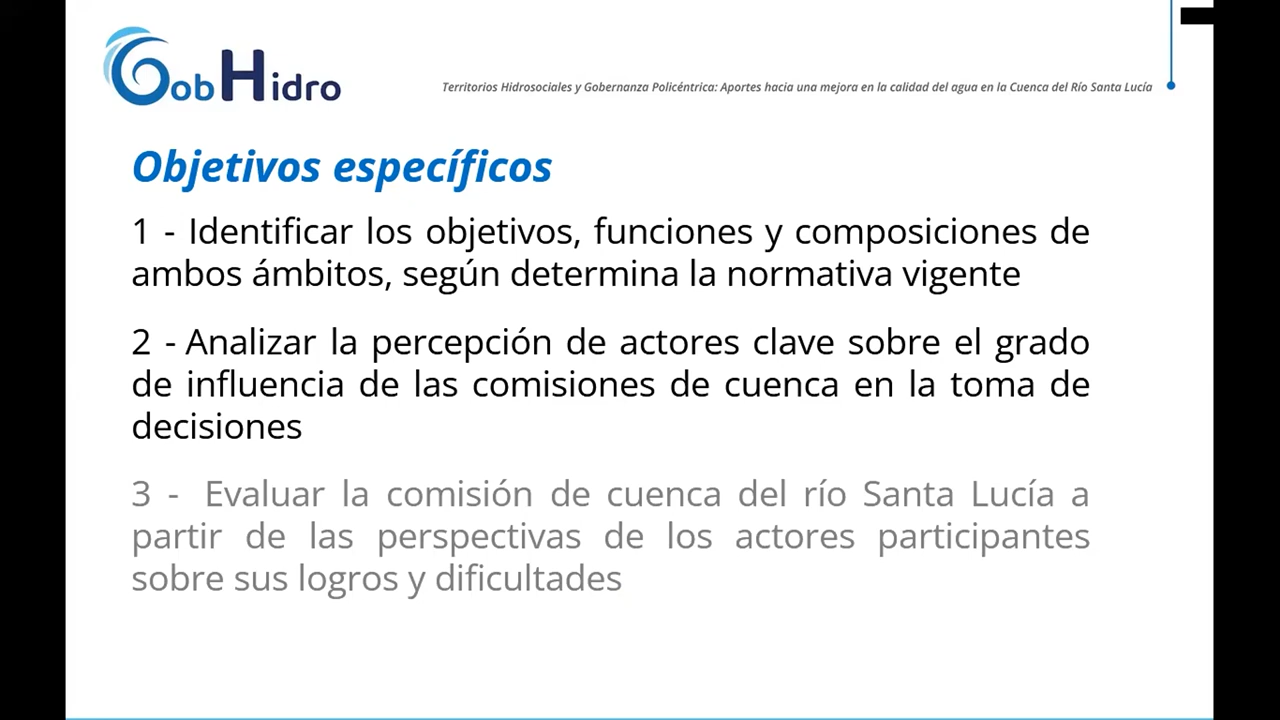 GobHidro
Territorios Hidrosociales y Gobernanza Policéntrica: Aportes hacia una mejora en la calidad del agua en la Cuenca del Río Santa Lucía
Objetivos específicos
1 - Identificar los objetivos, funciones y composiciones de
ambos ámbitos, según determina la normativa vigente
2 - Analizar la percepción de actores clave sobre el grado
de influencia de las comisiones de cuenca en la toma de
decisiones
3 - Evaluar la comisión de cuenca del río Santa Lucía a
partir de las perspectivas de los actores participantes
sobre sus logros y dificultades